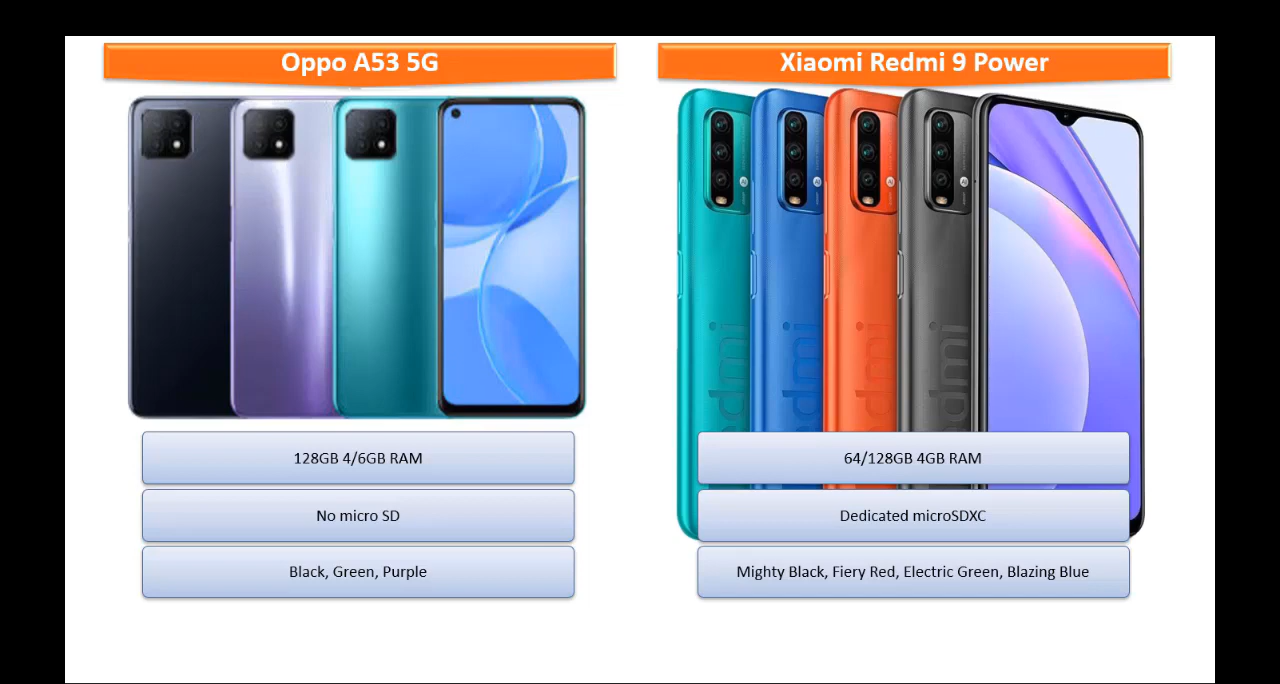 Oppo A53 5G
128GB 4/6GB RAM
No micro SD
Black, Green, Purple
Xiaomi Redmi 9 Power
64/128GB 4GB RAM
Dedicated microSDXC
Mighty Black, Fiery Red, Electric Green, Blazing Blue